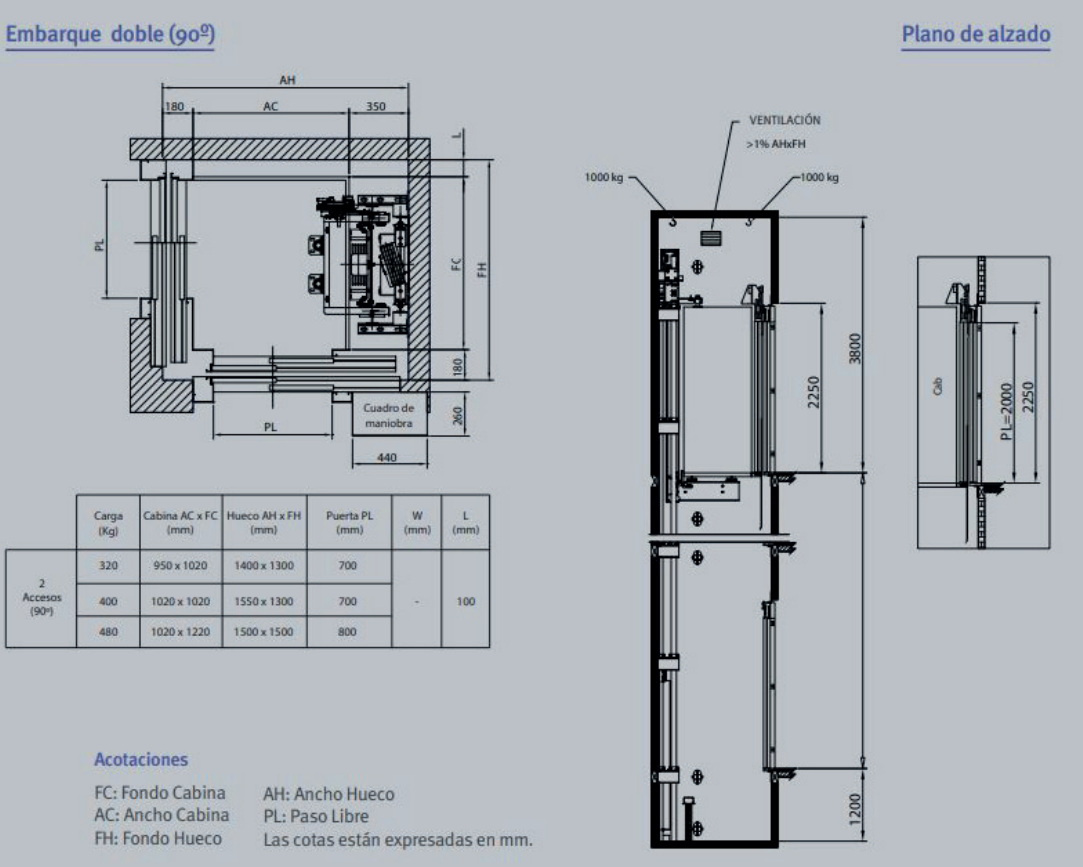 Embarque doble (90º)
Plano de alzado
AH
180
AC
350
L
PL
FC
FH
180
260
PL
Cuadro de
maniobra
440
VENTILACIÓN
>1% AHxFH
1000 kg
1000 kg
2250
3800
1200
Cab
PL=2000
2250
Carga
(Kg)
Cabina AC x FC
(mm)
Hueco AH x FH
(mm)
Puerta PL
(mm)
W
(mm)
L
(mm)
2
Accesos
(90º)
320 950 x 1020 1400 x 1300 700
400 1020 x 1020 1550 x 1300 700 - 100
480 1020 x 1220 1500 x 1500 800
Acotaciones
FC: Fondo Cabina
AC: Ancho Cabina
FH: Fondo Hueco
AH: Ancho Hueco
PL: Paso Libre
Las cotas están expresadas en mm.